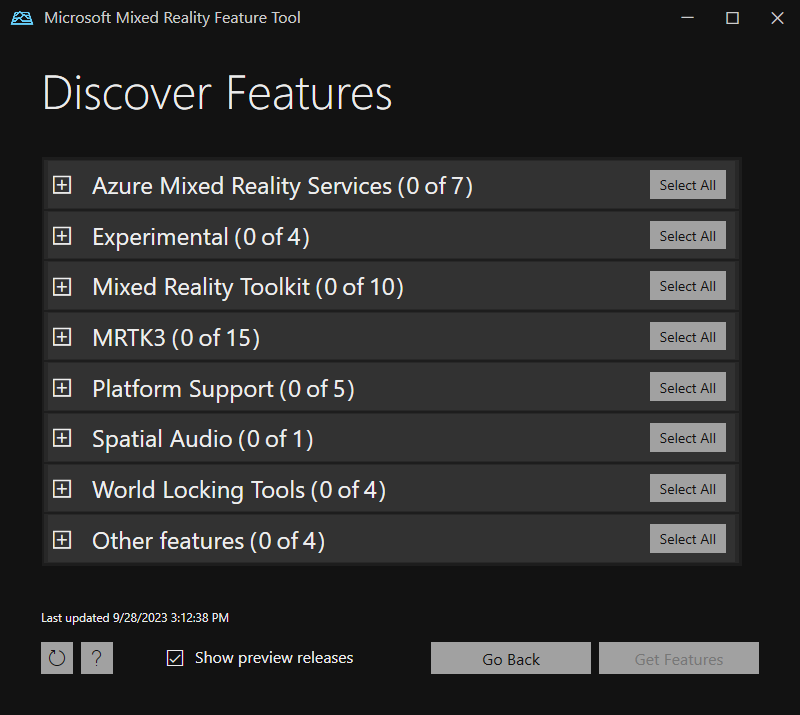 Microsoft Mixed Reality Feature Tool
Discover Features
Azure Mixed Reality Services (0 of 7)
Select All
Experimental (0 of 4)
Select All
Mixed Reality Toolkit (0 of 10)
Select All
MRTK3 (0 of 15)
Select All
Platform Support (0 of 5)
Select All
Spatial Audio (0 of 1)
Select All
World Locking Tools (0 of 4)
Select All
Other features (0 of 4)
Select All
Last updated 9/28/2023 3:12:38 PM
?
Show preview releases
Go Back
Get Features